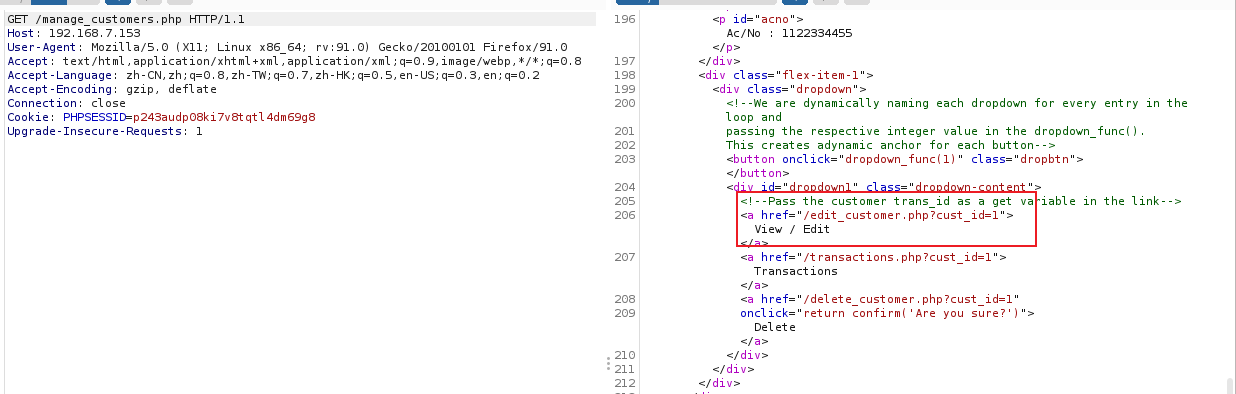 GET /manage_customers.php HTTP/1.1
Host: 192.168.7.153
User-Agent: Mozilla/5.0 (X11; Linux x86_64; rv:91.0) Gecko/20100101 Firefox/91.0
Accept: text/html,application/xhtml+xml,application/xml;q=0.9,image/webp,*/*;q=0.8
Accept-Language: zh-CN,zh;q=0.8,zh-TW;q=0.7,zh-HK;q=0.5,en-US;q=0.3,en;q=0.2
Accept-Encoding: gzip, deflate
Connection: close
Cookie: PHPSESSID=p243audp08ki7v8tqtl4dm69g8
Upgrade-Insecure-Requests: 1
196 <p id="acno">
Ac/No : 1122334455
</p>
197 </div>
198 <div class="flex-item-1">
199 <div class="dropdown">
200 <!--We are dynamically naming each dropdown for every entry in the
loop and
201 passing the respective integer value in the dropdown_func().
202 This creates adynamic anchor for each button-->
203 <button onclick="dropdown_func(1)" class="dropbtn">
</button>
204 <div id="dropdown1" class="dropdown-content">
205 <!--Pass the customer trans_id as a get variable in the link-->
206 <a href="/edit_customer.php?cust_id=1">
View / Edit
</a>
207 <a href="/transactions.php?cust_id=1">
Transactions
</a>
208 <a href="/delete_customer.php?cust_id=1"
209 onclick="return confirm('Are you sure?')">
Delete
</a>
210 </div>
211 </div>
212 </div>